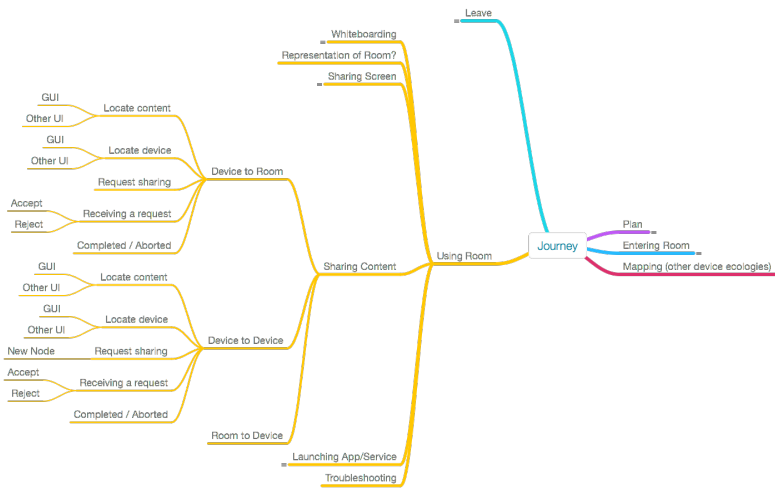 Leave
Whiteboarding
Representation of Room?
Sharing Screen
GUI
Locate content
Other UI
GUI
Locate device
Other UI
Device to Room
Request sharing
Accept
Receiving a request
Reject
Completed / Aborted
Plan
Journey
Entering Room
Using Room
Mapping (other device ecologies)
Sharing Content
GUI
Locate content
Other UI
GUI
Locate device
Other UI
Device to Device
New Node
Request sharing
Accept
Receiving a request
Reject
Completed / Aborted
Room to Device
Launching App/Service
Troubleshooting